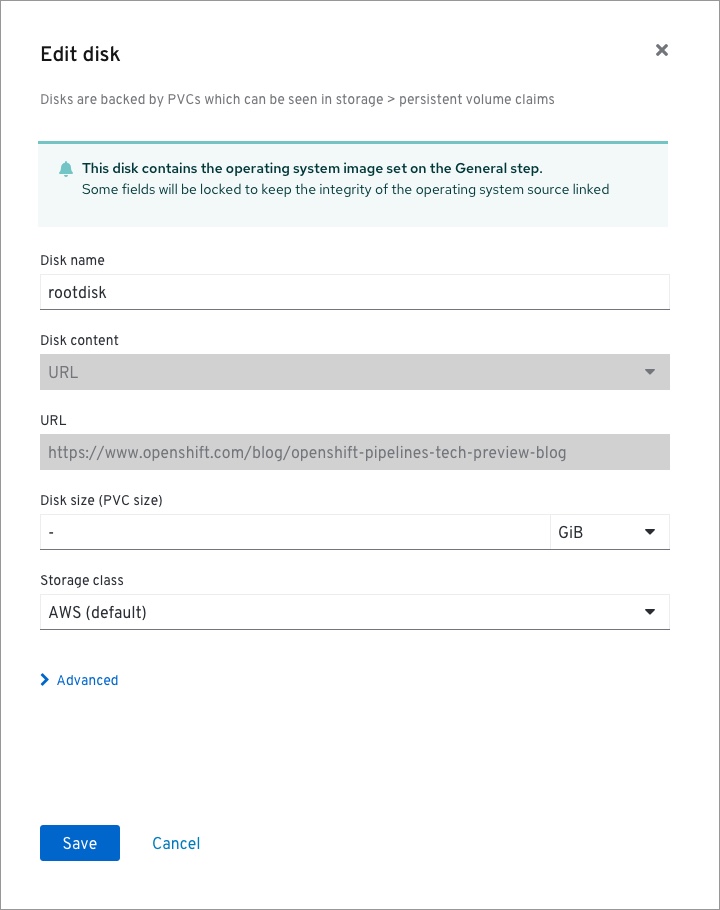 Edit disk
Disks are backed by PVCs which can be seen in storage > persistent volume claims
This disk contains the operating system image set on the General step.
Some fields will be locked to keep the integrity of the operating system source linked
Disk name
rootdisk
Disk content
URL
URL
https://www.openshift.com/blog/openshift-pipelines-tech-preview-blog
Disk size (PVC size)
- GiB
Storage class
AWS (default)
Advanced
Save Cancel